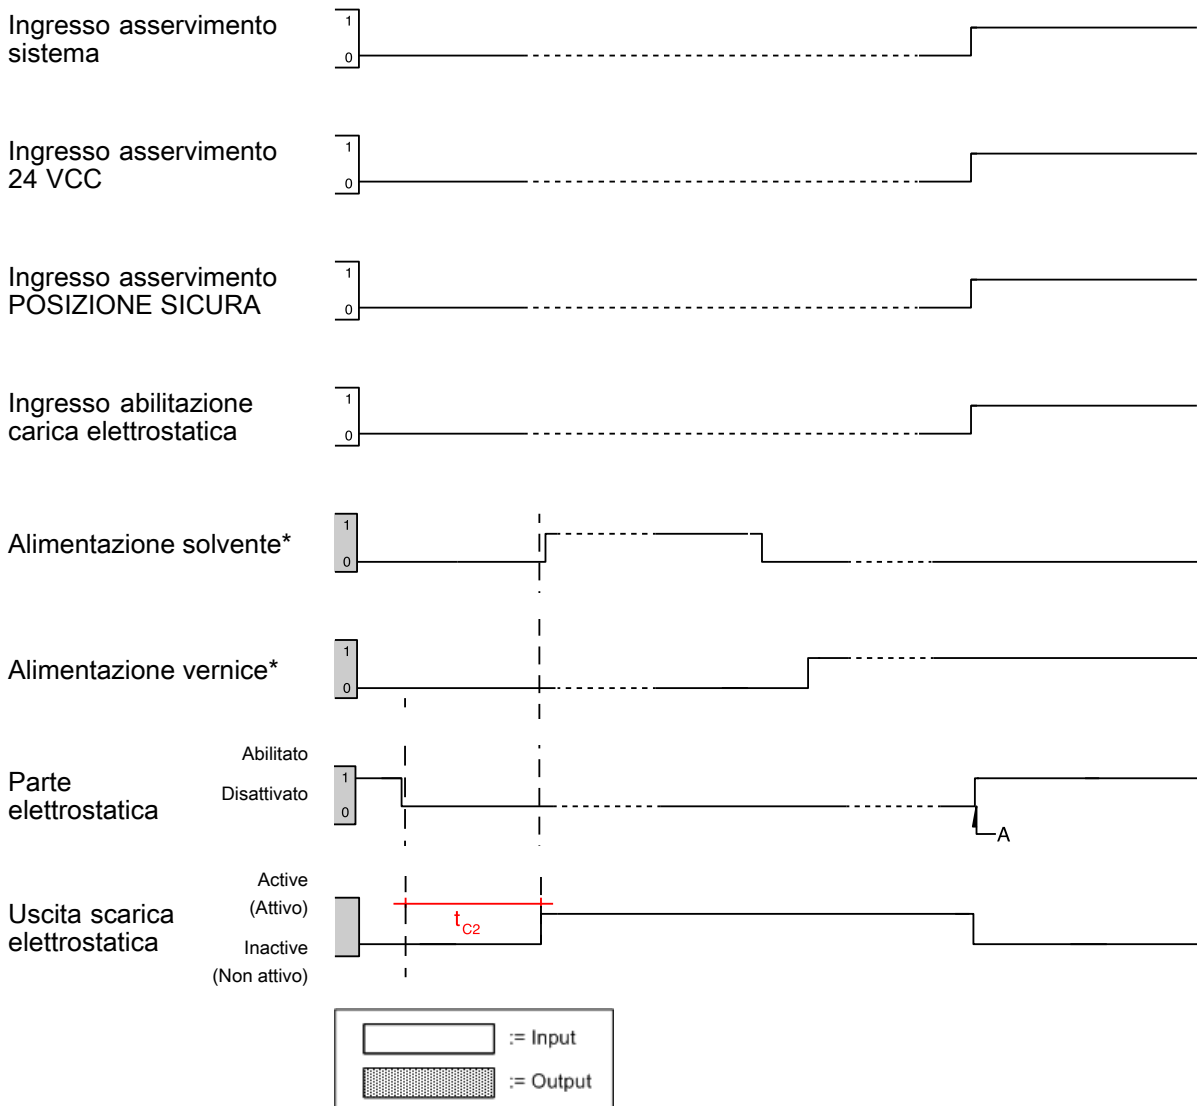 Ingresso asservimento
sistema
1
0
Ingresso asservimento
24 VCC
1
0
Ingresso asservimento
POSIZIONE SICURA
1
0
Ingresso abilitazione
carica elettrostatica
1
0
Alimentazione solvente*
1
0
Alimentazione vernice*
1
0
Parte
elettrostatica
Abilitato
Disattivato
1
0
A
Uscita scarica
elettrostatica
Active
(Attivo)
Inactive
(Non attivo)
tC2
:= Input
:= Output